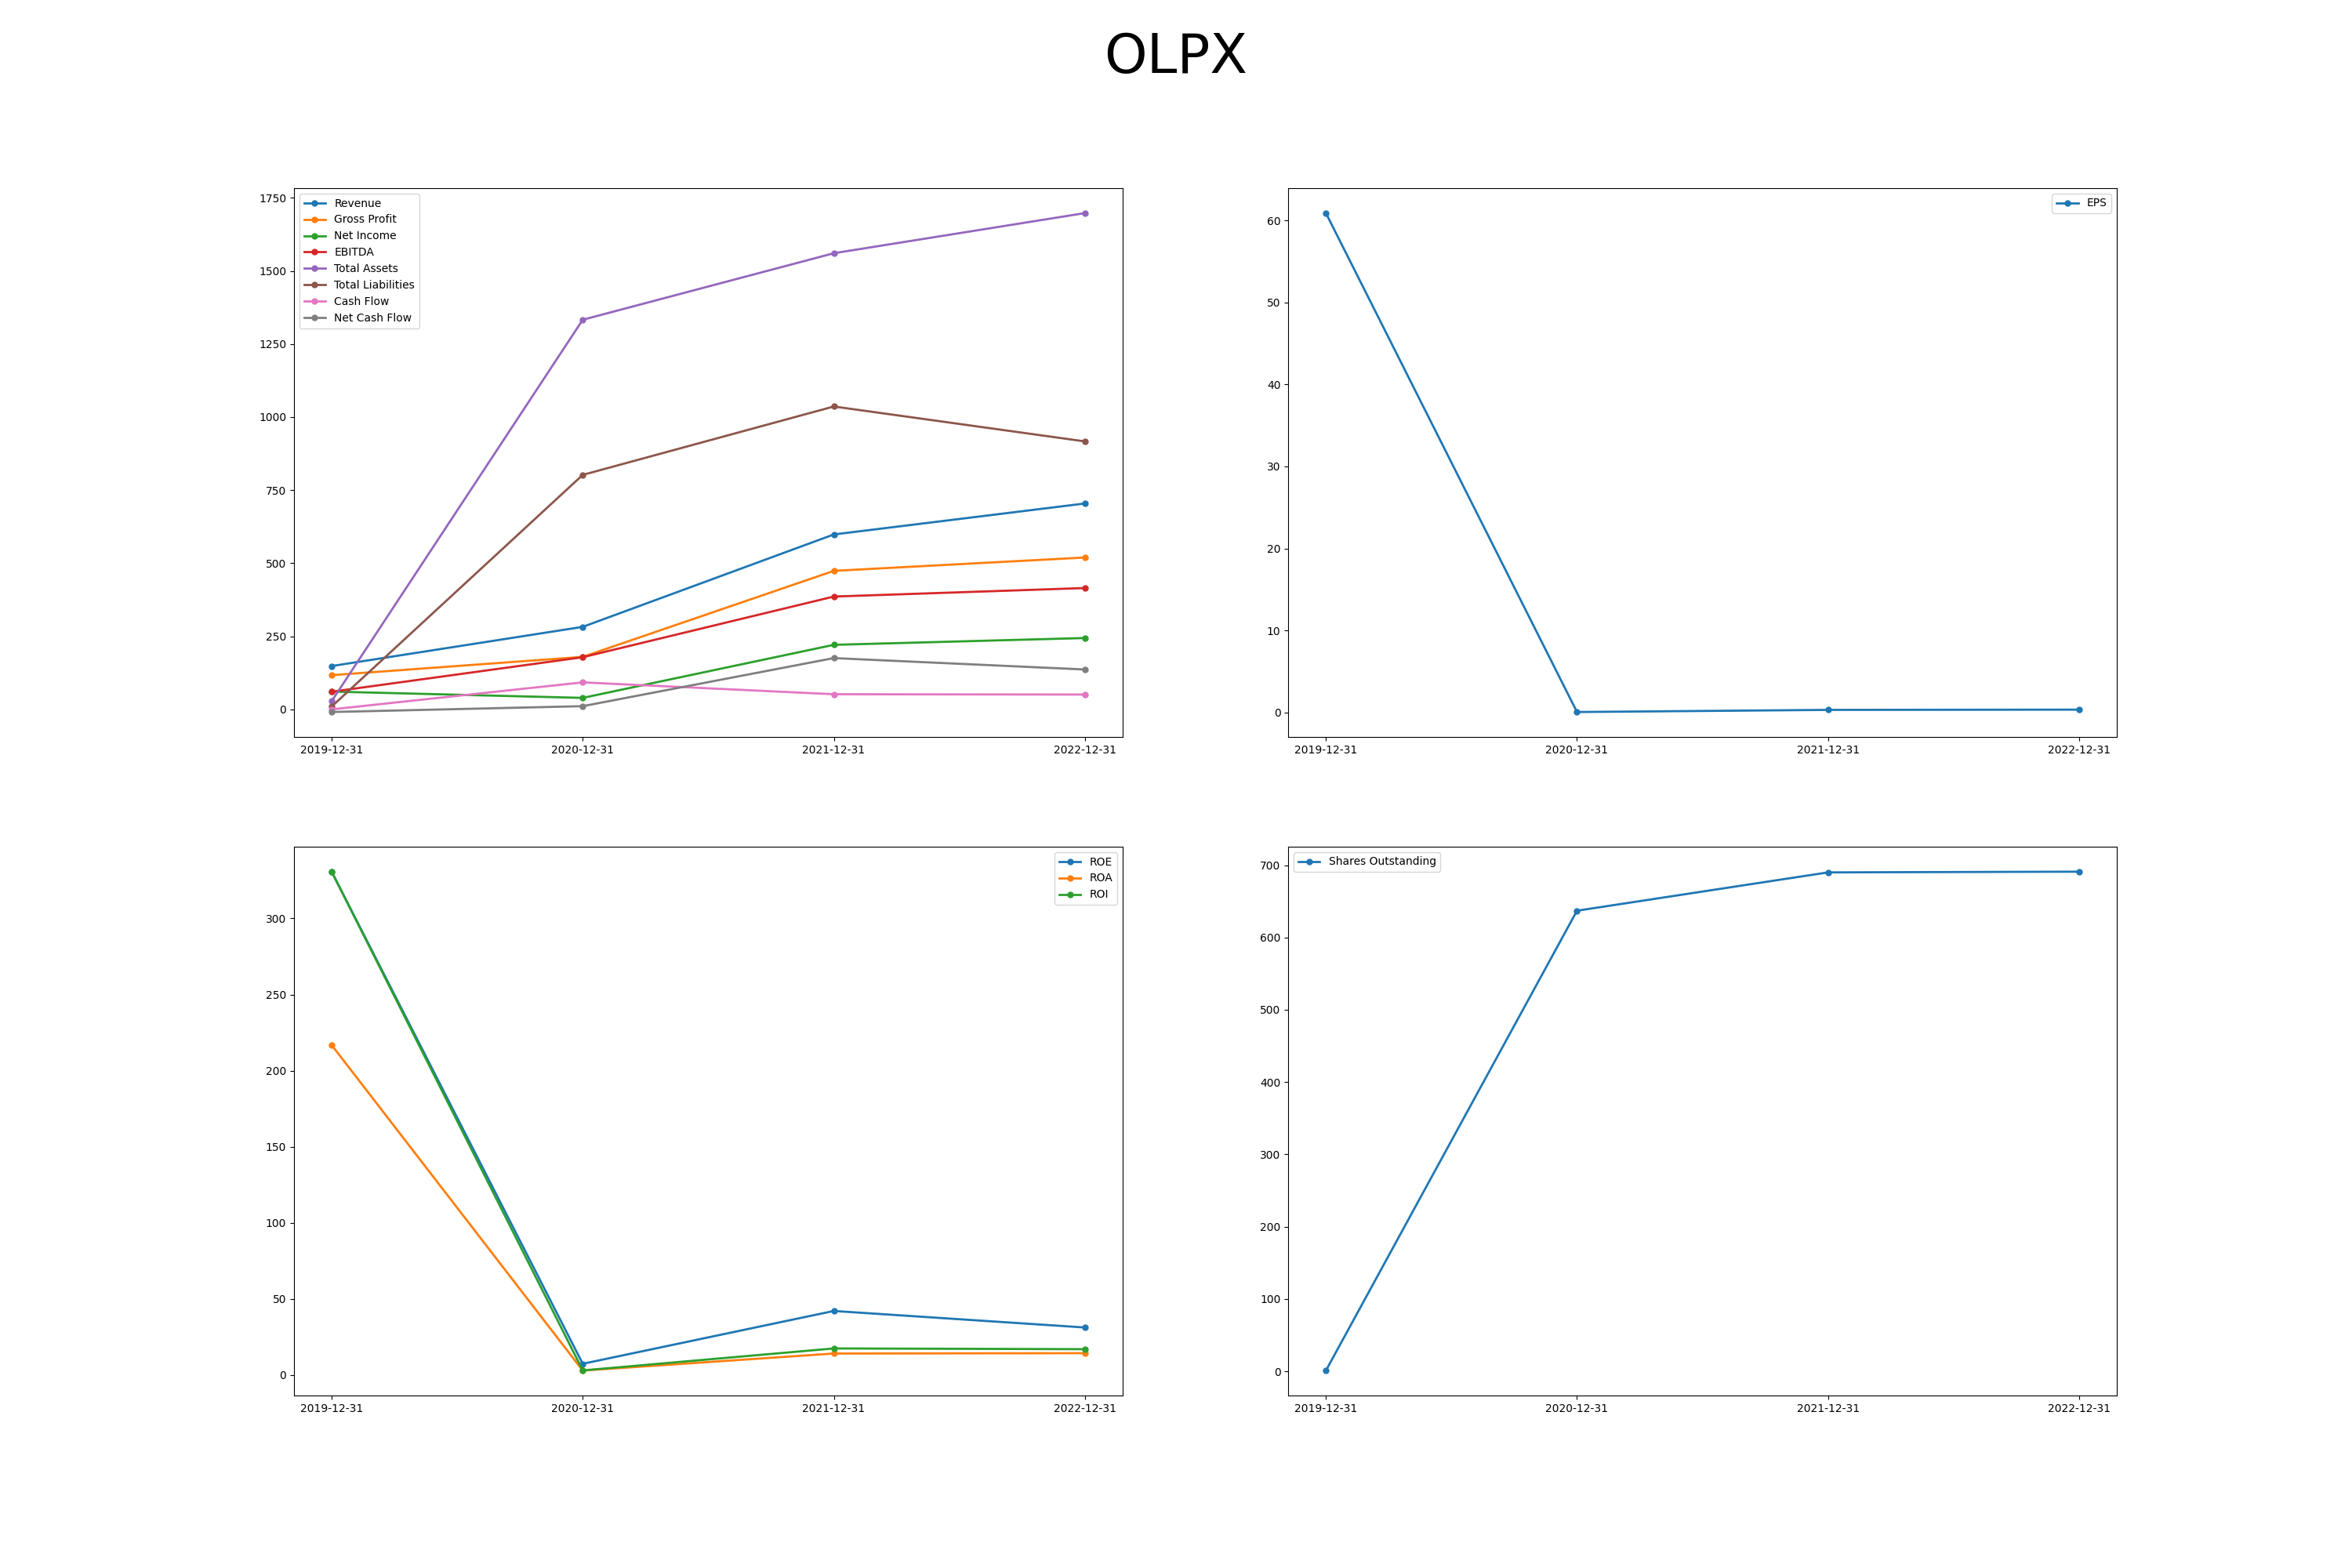 OLPX
1750
1500
1250
1000
750
500
250
0
2019-12-31 2020-12-31 2021-12-31 2022-12-31
Revenue
Gross Profit
Net Income
EBITDA
Total Assets
Total Liabilities
Cash Flow
Net Cash Flow
60
50
40
30
20
10
0
2019-12-31 2020-12-31 2021-12-31 2022-12-31
EPS
300
250
200
150
100
50
0
2019-12-31 2020-12-31 2021-12-31 2022-12-31
ROE
ROA
ROI
700
600
500
400
300
200
100
0
2019-12-31 2020-12-31 2021-12-31 2022-12-31
Shares Outstanding